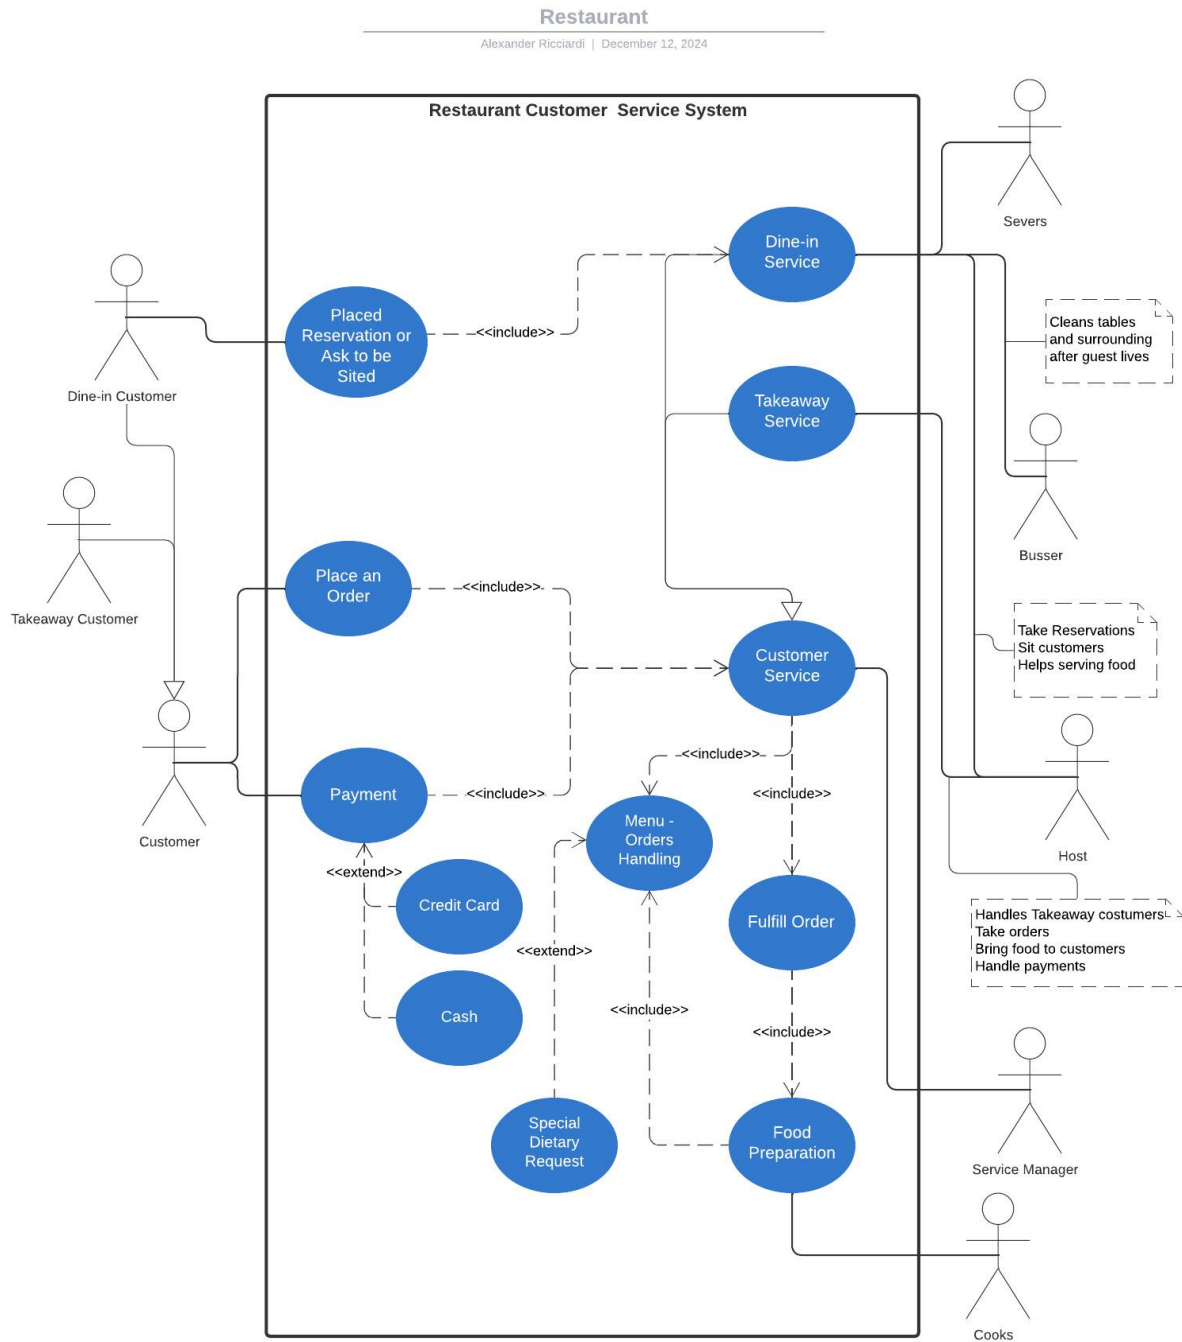 Restaurant
Alexander Ricciardi | December 12, 2024
Restaurant Customer Service System
Severs
Dine-in
Service
Placed
Reservation or
Ask to be
Sited
<<include>>
Cleans tables
and surrounding
after guest lives
Dine-in Customer
Takeaway
Service
Busser
Takeaway Customer
Place an
Order
<<include>>
Take Reservations
Sit customers
Helps serving food
Customer
Service
<<include>>
Payment
<<include>>
<<include>>
Customer
Menu -
Orders
Handling
Host
<<extend>>
Credit Card
Fulfill Order
Handles Takeaway costumers
Take orders
Bring food to customers
Handle payments
<<extend>>
Cash
<<include>>
<<include>>
Special
Dietary
Request
Food
Preparation
Service Manager
Cooks